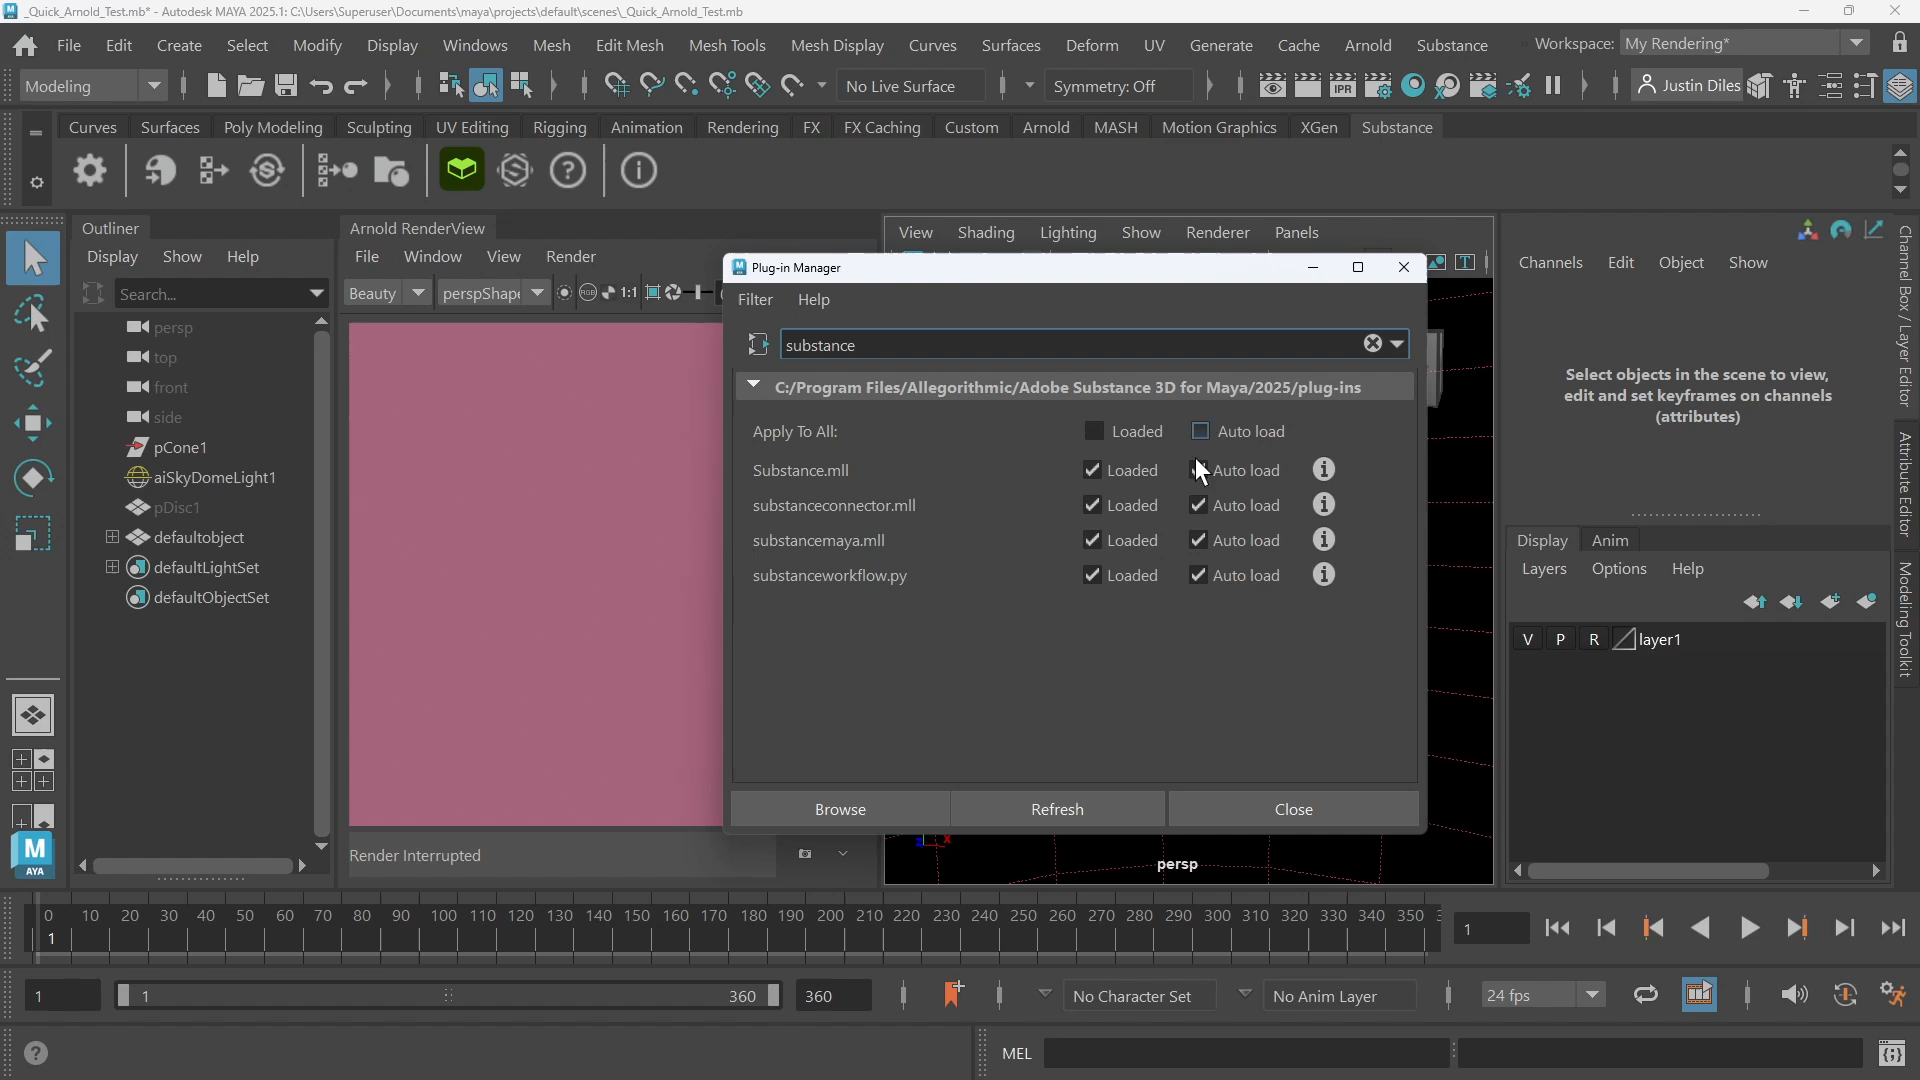 _Quick_Arnold_Test.mb* - Autodesk MAYA 2025.1: C:\Users\Superuser\Documents\maya\projects\default\scenes\_Quick_Arnold_Test.mb
File Edit Create Select Modify Display Windows Mesh Edit Mesh Mesh Tools Mesh Display Curves Surfaces Deform UV Generate Cache Arnold Substance Workspace: My Rendering*
Modeling No Live Surface Symmetry: Off IPR Justin Diles
Curves Surfaces Poly Modeling Sculpting UV Editing Rigging Animation Rendering FX FX Caching Custom Arnold MASH Motion Graphics XGen Substance
Outliner
Display Show Help
Search...
persp
top
front
side
pCone1
aiSkyDomeLight1
pDisc1
defaultobject
defaultLightSet
defaultObjectSet
Arnold RenderView
File Window View Render
Beauty perspShape RGB 1:1
Render Interrupted
View Shading Lighting Show Renderer Panels
Plug-in Manager
Filter Help
substance
C:/Program Files/Allegorithmic/Adobe Substance 3D for Maya/2025/plug-ins
Apply To All: Loaded Auto load
Substance.mll Loaded Auto load
substanceconnector.mll Loaded Auto load
substancemaya.mll Loaded Auto load
substanceworkflow.py Loaded Auto load
Browse Refresh Close
z x
persp
Channels Edit Object Show
Select objects in the scene to view,
edit and set keyframes on channels
(attributes)
Display Anim
Layers Options Help
V P R layer1
Channel Box / Layer Editor
Attribute Editor
Modeling Toolkit
M
AYA
0 10 20 30 40 50 60 70 80 90 100 110 120 130 140 150 160 170 180 190 200 210 220 230 240 250 260 270 280 290 300 310 320 330 340 350
1
1
1 1 360 360 No Character Set No Anim Layer 24 fps
MEL